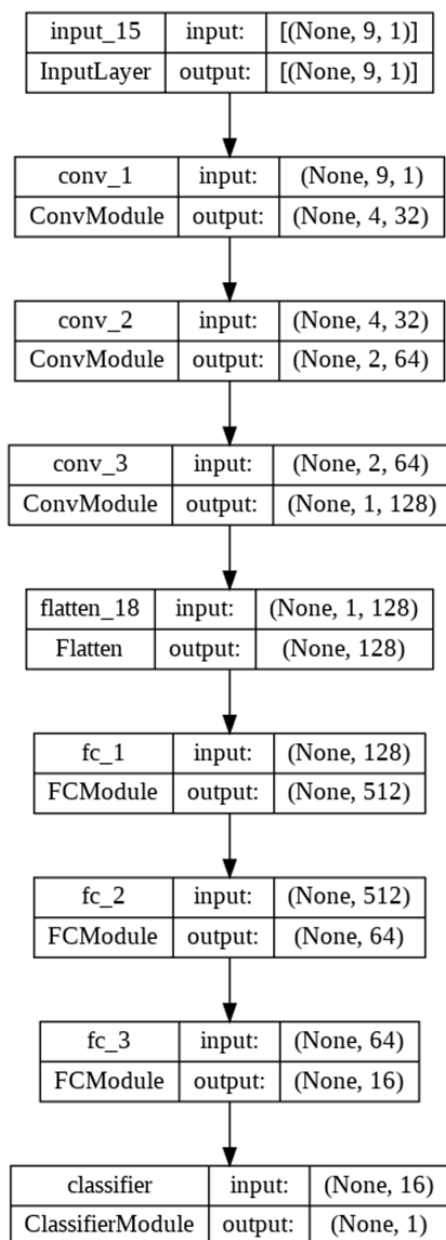 input_15 input: [(None, 9, 1)]
InputLayer output: [(None, 9, 1)]
conv_1 input: (None, 9, 1)
ConvModule output: (None, 4, 32)
conv_2 input: (None, 4, 32)
ConvModule output: (None, 2, 64)
conv_3 input: (None, 2, 64)
ConvModule output: (None, 1, 128)
flatten_18 input: (None, 1, 128)
Flatten output: (None, 128)
fc_1 input: (None, 128)
FCModule output: (None, 512)
fc_2 input: (None, 512)
FCModule output: (None, 64)
fc_3 input: (None, 64)
FCModule output: (None, 16)
classifier input: (None, 16)
ClassifierModule output: (None, 1)